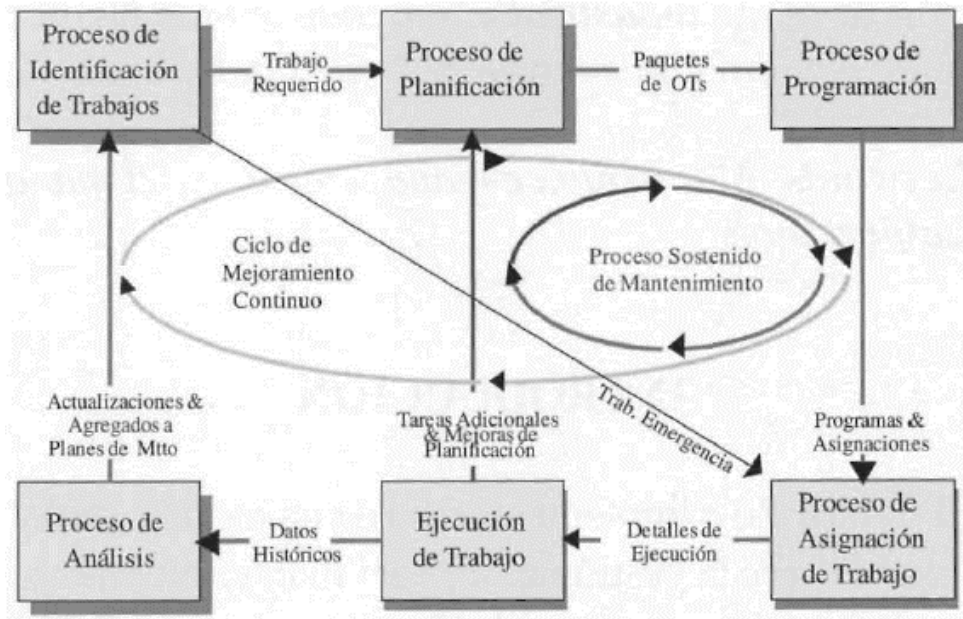 Proceso de
Identificación
de Trabajos
Trabajo
Requerido
Proceso de
Planificación
Paquetes
de OTs
Proceso de
Programación
Ciclo de
Mejoramiento
Continuo
Proceso Sostenido
de Mantenimiento
Actualizaciones &
Agregados a
Planes de Mtto
Tareas Adicionales
& Mejoras de
Planificación
Trab. Emergencia
Programas &
Asignaciones
Proceso de
Análisis
Datos
Históricos
Ejecución
de Trabajo
Detalles de
Ejecución
Proceso de
Asignación
de Trabajo